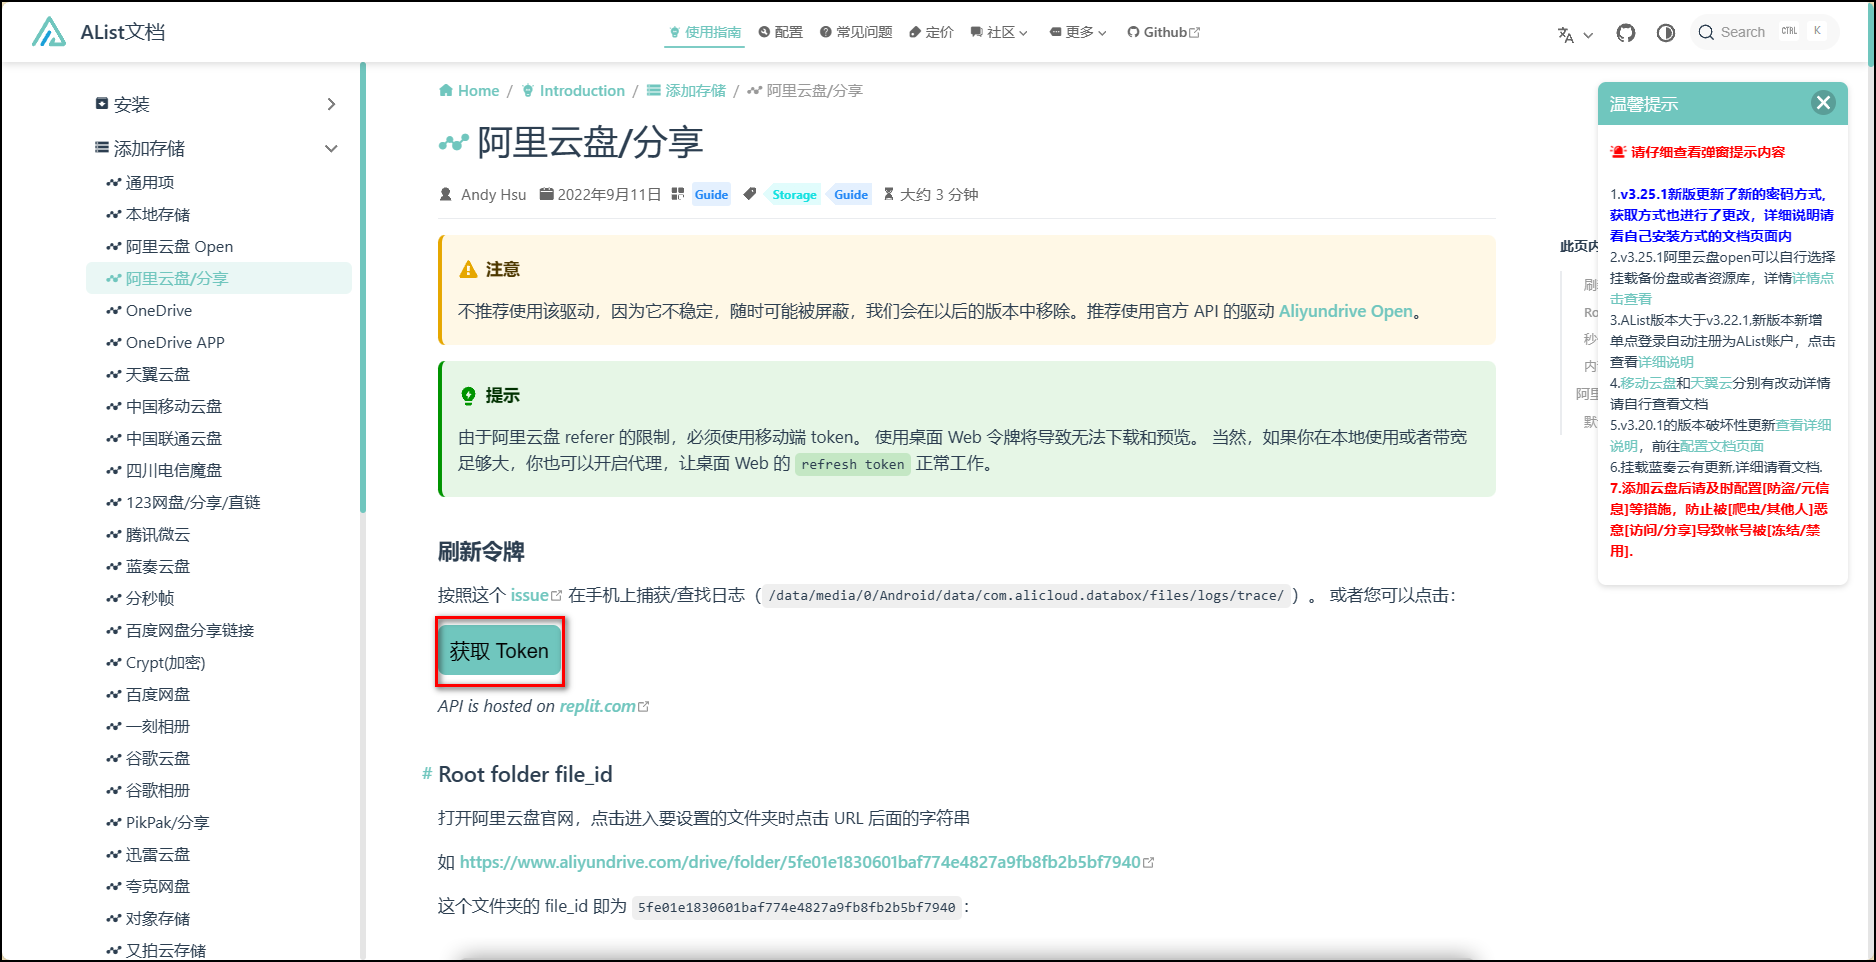 AList文档
使用指南
配置
常见问题
定价
社区
更多
Github
Search
CTRL
K
安装
添加存储
通用项
本地存储
阿里云盘 Open
阿里云盘/分享
OneDrive
OneDrive APP
天翼云盘
中国移动云盘
中国联通云盘
四川电信魔盘
123网盘/分享/直链
腾讯微云
蓝奏云盘
分秒帧
百度网盘分享链接
Crypt(加密)
百度网盘
一刻相册
谷歌云盘
谷歌相册
PikPak/分享
迅雷云盘
夸克网盘
对象存储
又拍云存储
Home / Introduction / 添加存储 / 阿里云盘/分享
阿里云盘/分享
Andy Hsu 2022年9月11日 Guide Storage Guide 大约 3 分钟
注意
不推荐使用该驱动，因为它不稳定，随时可能被屏蔽，我们会在以后的版本中移除。推荐使用官方 API 的驱动 Aliyundrive Open。
提示
由于阿里云盘 referer 的限制，必须使用移动端 token。 使用桌面 Web 令牌将导致无法下载和预览。 当然，如果你在本地使用或者带宽
足够大，你也可以开启代理，让桌面 Web 的 refresh token 正常工作。
刷新令牌
按照这个 issue 在手机上捕获/查找日志（ /data/media/0/Android/data/com.alicloud.databox/files/logs/trace/ ）。 或者您可以点击：
获取 Token
API is hosted on replit.com
# Root folder file_id
打开阿里云盘官网，点击进入要设置的文件夹时点击 URL 后面的字符串
如 https://www.aliyundrive.com/drive/folder/5fe01e1830601baf774e4827a9fb8fb2b5bf7940
这个文件夹的 file_id 即为 5fe01e1830601baf774e4827a9fb8fb2b5bf7940 ：
此页内
刷
Ro
秒
内
阿里
默
温馨提示
请仔细查看弹窗提示内容
1.v3.25.1新版更新了新的密码方式,
获取方式也进行了更改，详细说明请
看自己安装方式的文档页面内
2.v3.25.1阿里云盘open可以自行选择
挂载备份盘或者资源库，详情详情点
击查看
3.AList版本大于v3.22.1,新版本新增
单点登录自动注册为AList账户，点击
查看详细说明
4.移动云盘和天翼云分别有改动详情
请自行查看文档
5.v3.20.1的版本破坏性更新查看详细
说明，前往配置文档页面
6.挂载蓝奏云有更新,详细请看文档.
7.添加云盘后请及时配置[防盗/元信
息]等措施，防止被[爬虫/其他人]恶
意[访问/分享]导致帐号被[冻结/禁
用].